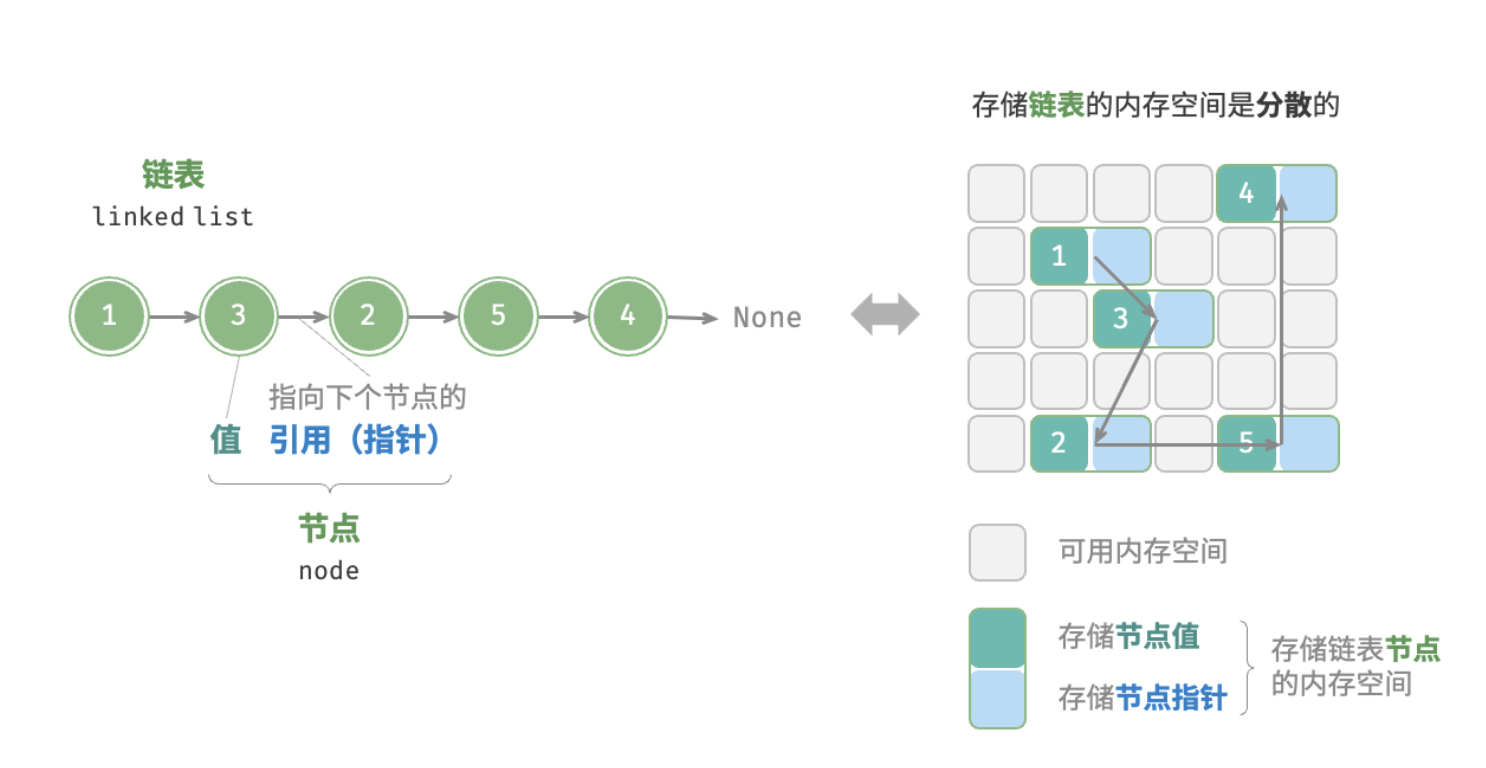 链表
linked list
1
3
2
5
4
None
指向下个节点的
值
引用（指针）
节点
node
存储链表的内存空间是分散的
4
1
3
2
5
可用内存空间
存储节点值
存储节点指针
存储链表节点
的内存空间